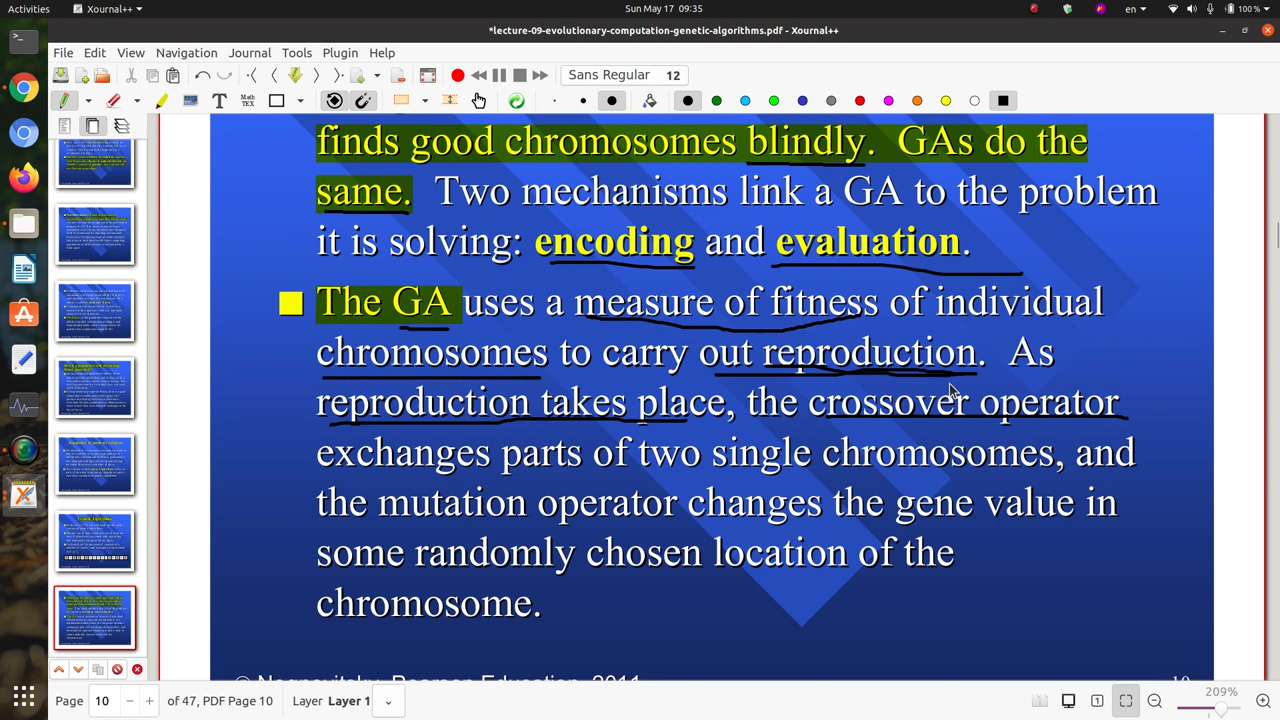 Activities
Xournal++
Sun May 17 09:35
en
100 %
*lecture-09-evolutionary-computation-genetic-algorithms.pdf - Xournal++
File Edit View Navigation Journal Tools Plugin Help
Sans Regular 12
finds good chromosomes blindly. GAs do the
same. Two mechanisms link a GA to the problem
it is solving: encoding and evaluation.
The GA uses a measure of fitness of individual
chromosomes to carry out reproduction. As
reproduction takes place, the crossover operator
exchanges parts of two single chromosomes, and
the mutation operator changes the gene value in
some randomly chosen location of the
chromosome.
© Negnevitsky, Pearson Education, 2011
10
Page 10 of 47, PDF Page 10 Layer Layer 1
209%